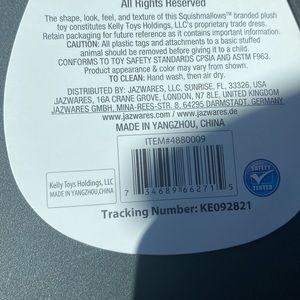 All Rights Reserved
The shape, look, feel, and texture of this Squishmallows™ branded plush
toy constitutes Kelly Toys Holdings, LLC's proprietary trade dress.
Retain packaging for future reference as it contains important information.
CAUTION: All plastic tags and attachments to a basic stuffed
animal should be removed before giving it to a child.
CONFORMS TO TOY SAFETY STANDARDS CPSIA AND ASTM F963.
Product appearance & color may vary from shown.
TO CLEAN: Hand wash, then air dry.
DISTRIBUTED BY: JAZWARES, LLC, SUNRISE, FL, 33326, USA
JAZWARES, 16A CRANE GROVE, LONDON, N7 8LE, UNITED KINGDOM
JAZWARES GMBH, MINA-REES-STR. 8, 64295 DARMSTADT, GERMANY
www.jazwares.com / www.jazwares.de
MADE IN YANGZHOU, CHINA
ITEM#4880009
Kelly Toys Holdings, LLC
MADE IN YANGZHOU, CHINA
7 34689 66271 5
SAFETY
TESTED
Tracking Number: KE092821